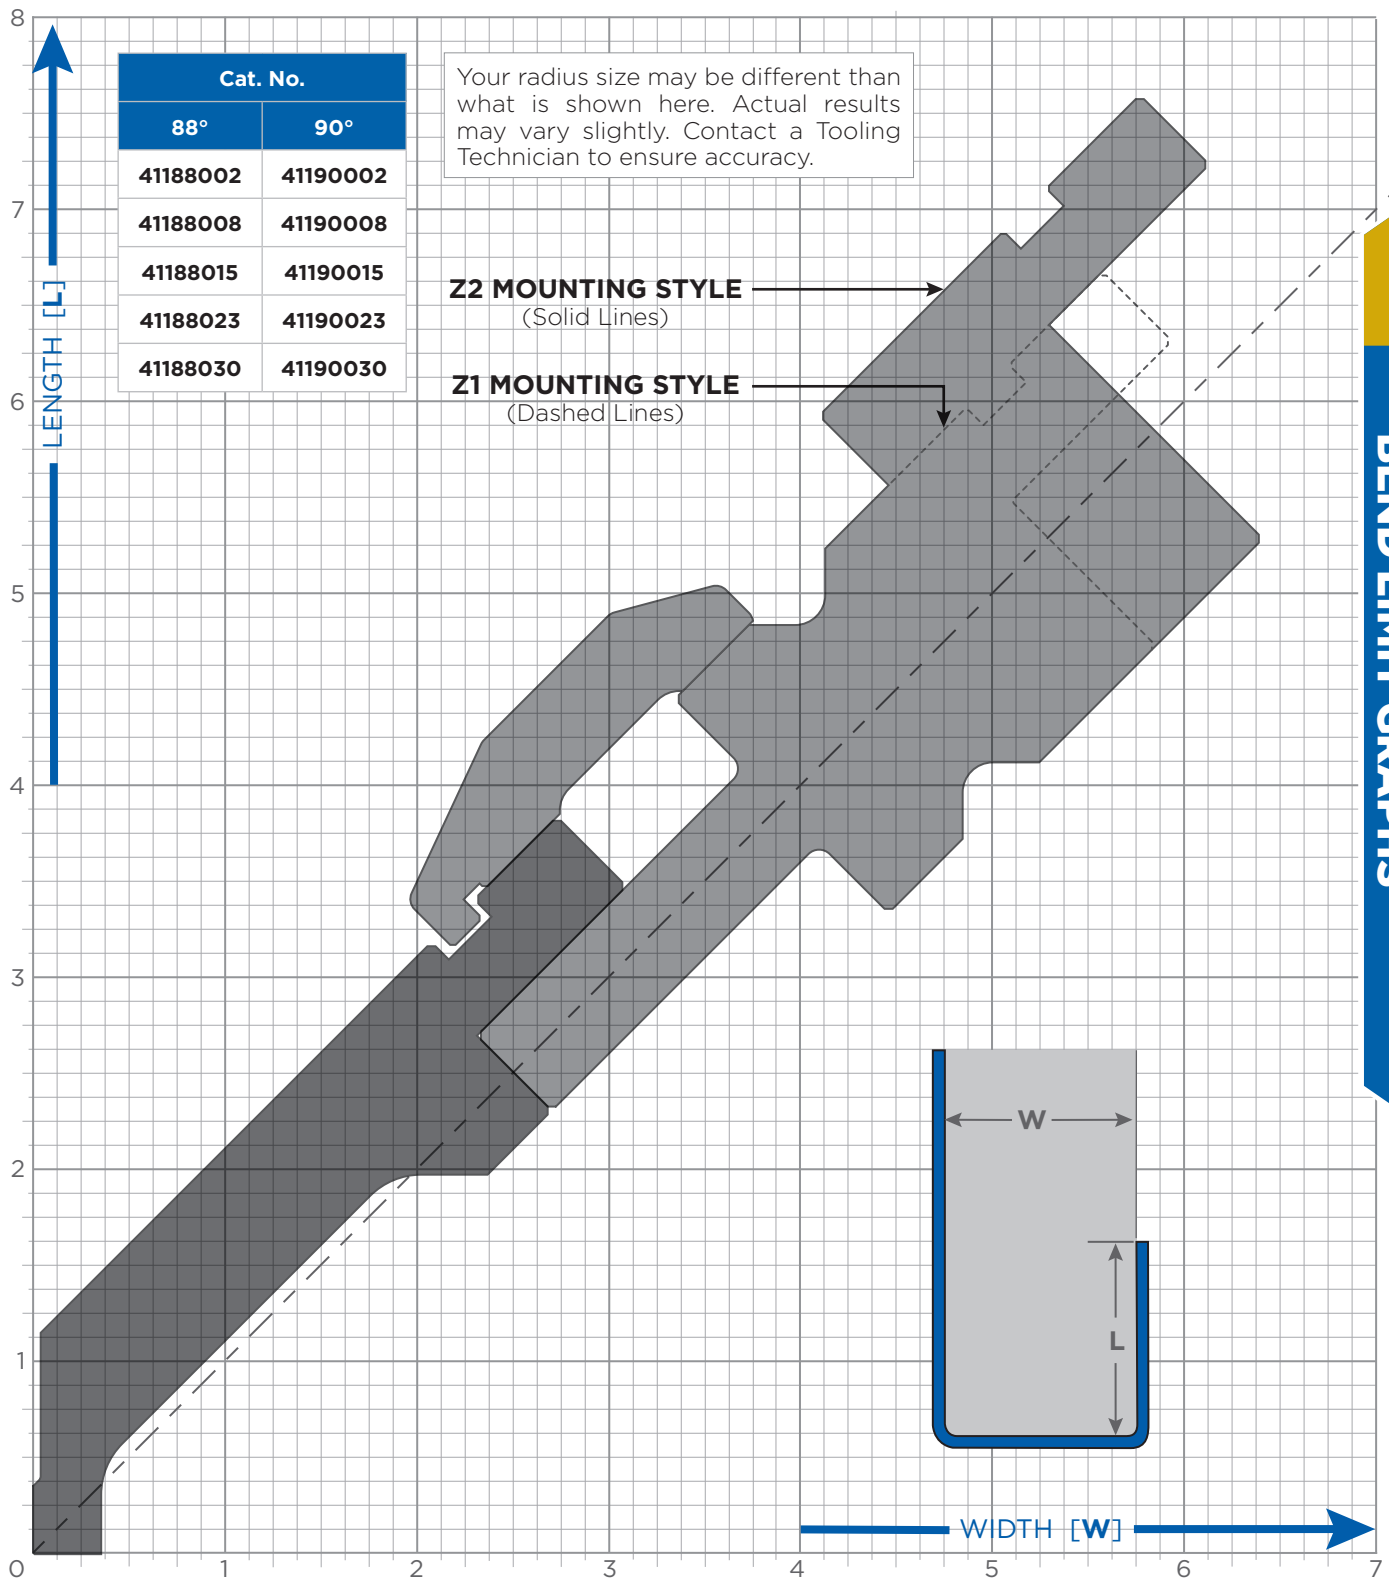 8
Cat. No.
88° 90°
41188002 41190002
41188008 41190008
41188015 41190015
41188023 41190023
41188030 41190030
Your radius size may be different than
what is shown here. Actual results
may vary slightly. Contact a Tooling
Technician to ensure accuracy.
7
LENGTH [L]
Z2 MOUNTING STYLE
(Solid Lines)
Z1 MOUNTING STYLE
(Dashed Lines)
6
BEND LIMIT GRAPHS
5
4
3
W
2
L
1
WIDTH [W]
0 1 2 3 4 5 6 7